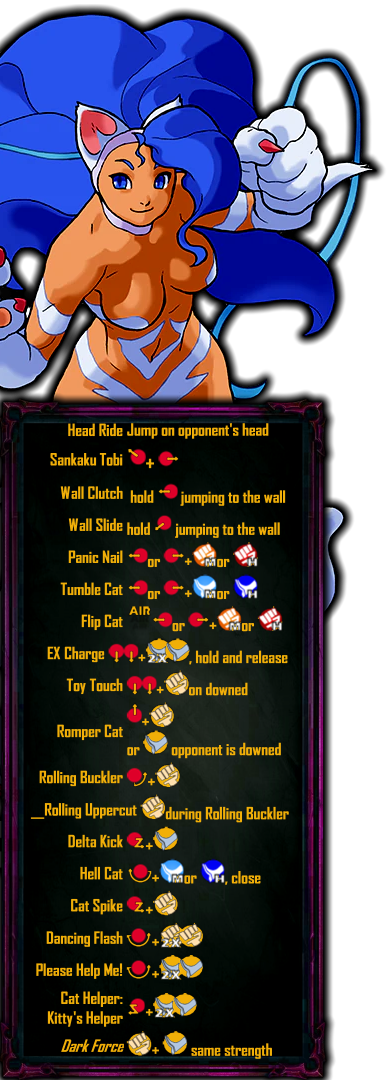 Head Ride Jump on opponent's head
Sankaku Tobi +
Wall Clutch hold jumping to the wall
Wall Slide hold jumping to the wall
Panic Nail or + M or H
Tumble Cat or + M or H
AIR
Flip Cat or + M or H
EX Charge + 2X , hold and release
Toy Touch + on downed
+
Romper Cat
or opponent is downed
Rolling Buckler +
__Rolling Uppercut during Rolling Buckler
Delta Kick Z +
Hell Cat + M or H , close
Cat Spike Z +
Dancing Flash + 2X
Please Help Me! + 2X
Cat Helper:
Kitty's Helper + 2X
Dark Force + same strength